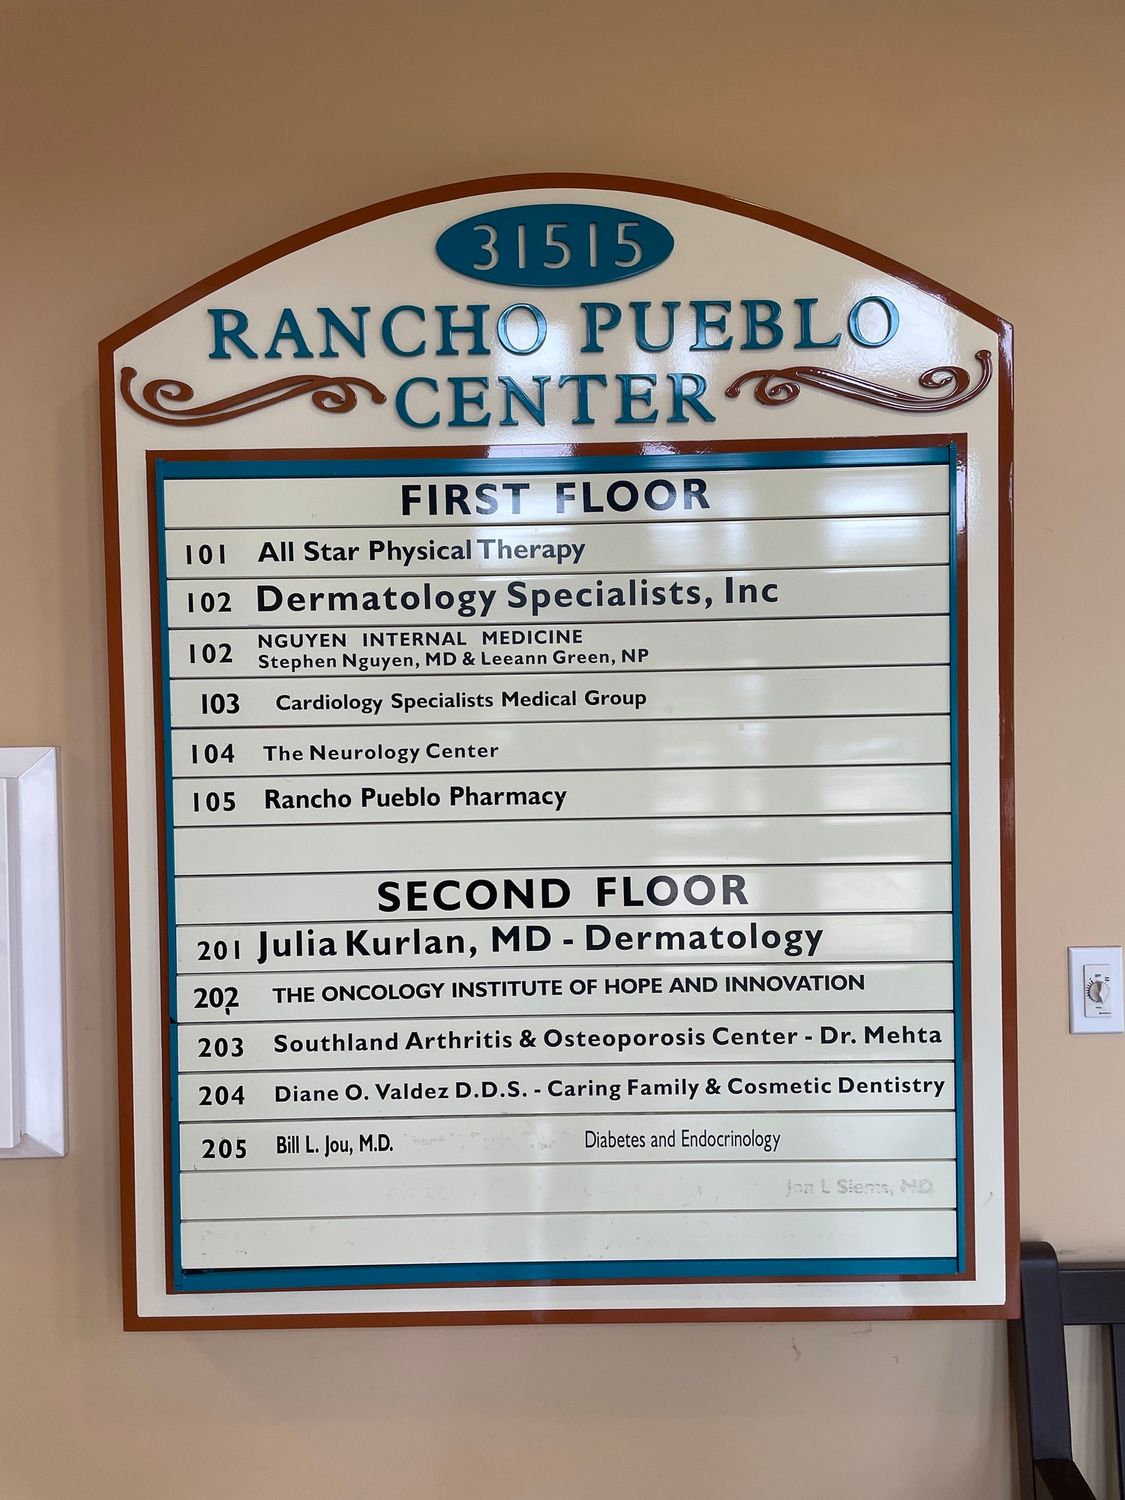 31515
RANCHO PUEBLO
CENTER
FIRST FLOOR
101 All Star Physical Therapy
102 Dermatology Specialists, Inc
102 NGUYEN INTERNAL MEDICINE
Stephen Nguyen, MD & Leeann Green, NP
103 Cardiology Specialists Medical Group
104 The Neurology Center
105 Rancho Pueblo Pharmacy
SECOND FLOOR
201 Julia Kurlan, MD - Dermatology
202 THE ONCOLOGY INSTITUTE OF HOPE AND INNOVATION
203 Southland Arthritis & Osteoporosis Center - Dr. Mehta
204 Diane O. Valdez D.D.S. - Caring Family & Cosmetic Dentistry
205 Bill L. Jou, M.D. Diabetes and Endocrinology
Jon L Siems, MD